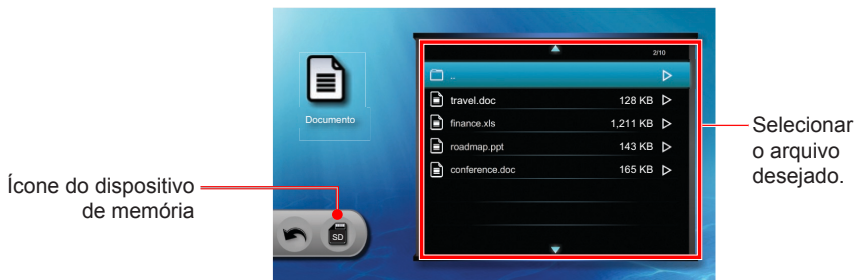 2/10
..
travel.doc 128 KB
finance.xls 1,211 KB
roadmap.ppt 143 KB
conference.doc 165 KB
Documento
SD
Selecionar
o arquivo
desejado.
Ícone do dispositivo
de memória